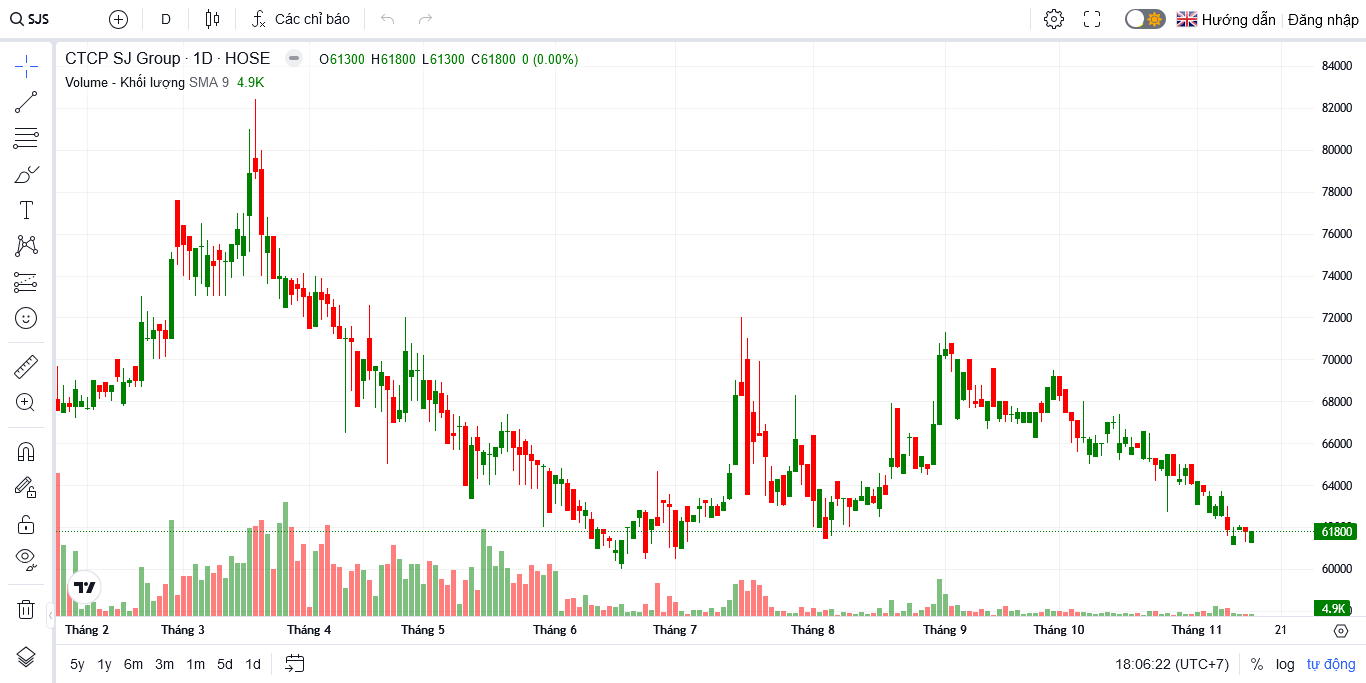 SJS D Các chỉ báo Hướng dẫn Đăng nhập
CTCP SJ Group · 1D · HOSE O61300 H61800 L61300 C61800 0 (0.00%)
Volume - Khối lượng SMA 9 4.9K
84000
82000
80000
78000
76000
74000
72000
70000
68000
66000
64000
61800
60000
4.9K
Tháng 2 Tháng 3 Tháng 4 Tháng 5 Tháng 6 Tháng 7 Tháng 8 Tháng 9 Tháng 10 Tháng 11 21
5y 1y 6m 3m 1m 5d 1d 18:06:22 (UTC+7) % log tự động